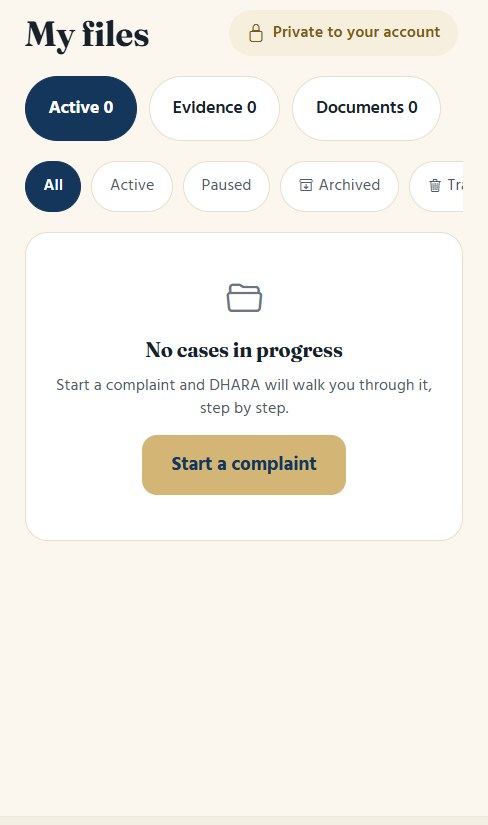 My files
Private to your account
Active 0
Evidence 0
Documents 0
All
Active
Paused
Archived
No cases in progress
Start a complaint and DHARA will walk you through it,
step by step.
Start a complaint